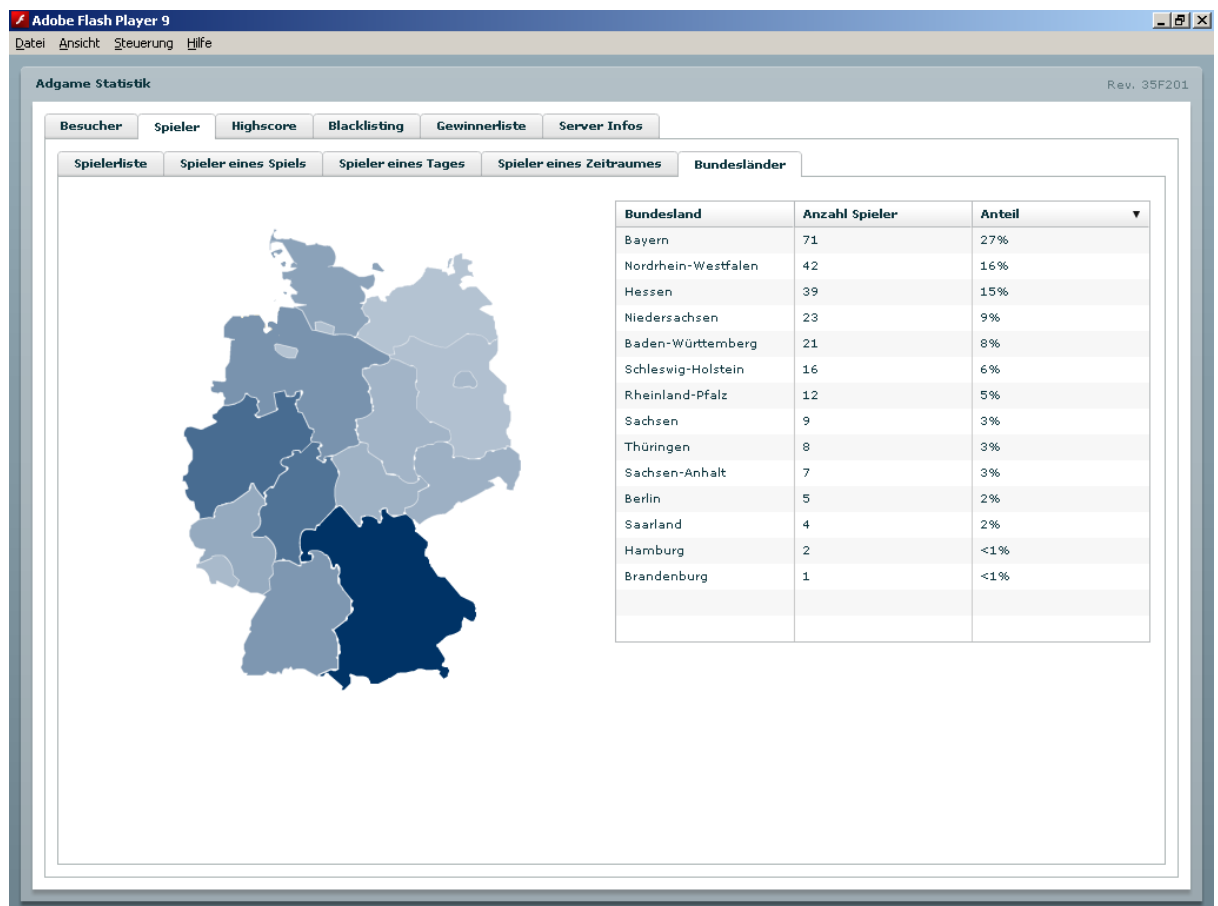 Adobe Flash Player 9
Datei Ansicht Steuerung Hilfe
Adgame Statistik Rev. 35F201
Besucher Spieler Highscore Blacklisting Gewinnerliste Server Infos
Spielerliste Spieler eines Spiels Spieler eines Tages Spieler eines Zeitraumes Bundesländer
Bundesland Anzahl Spieler Anteil
Bayern 71 27%
Nordrhein-Westfalen 42 16%
Hessen 39 15%
Niedersachsen 23 9%
Baden-Württemberg 21 8%
Schleswig-Holstein 16 6%
Rheinland-Pfalz 12 5%
Sachsen 9 3%
Thüringen 8 3%
Sachsen-Anhalt 7 3%
Berlin 5 2%
Saarland 4 2%
Hamburg 2 <1%
Brandenburg 1 <1%